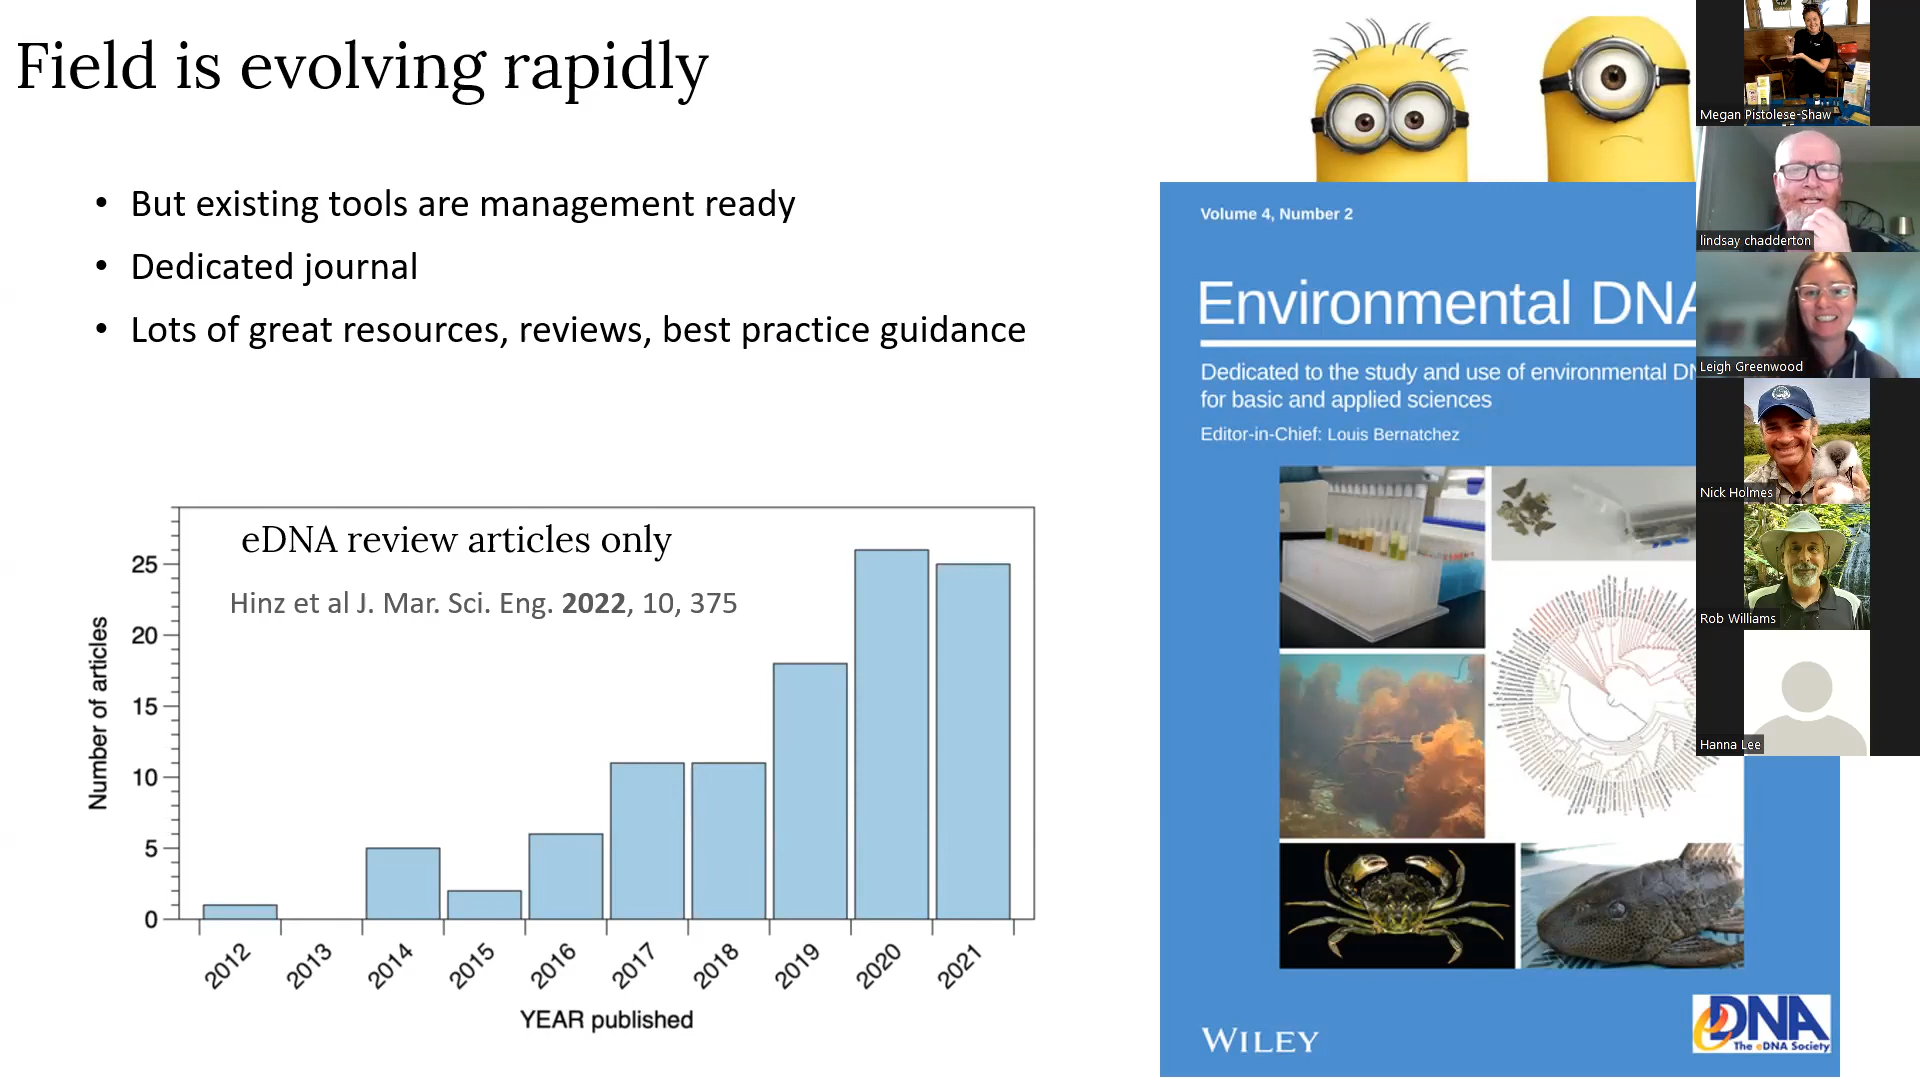 Field is evolving rapidly
• But existing tools are management ready
• Dedicated journal
• Lots of great resources, reviews, best practice guidance
eDNA review articles only
Hinz et al J. Mar. Sci. Eng. 2022, 10, 375
Number of articles
25
20
15
10
5
0
2012
2013
2014
2015
2016
2017
2018
2019
2020
2021
YEAR published
Volume 4, Number 2
Environmental DNA
Dedicated to the study and use of environmental DN
for basic and applied sciences
Editor-in-Chief: Louis Bernatchez
WILEY
eDNA
The eDNA Society
Megan Pistolese-Shaw
lindsay chadderton
Leigh Greenwood
Nick Holmes
Rob Williams
Hanna Lee